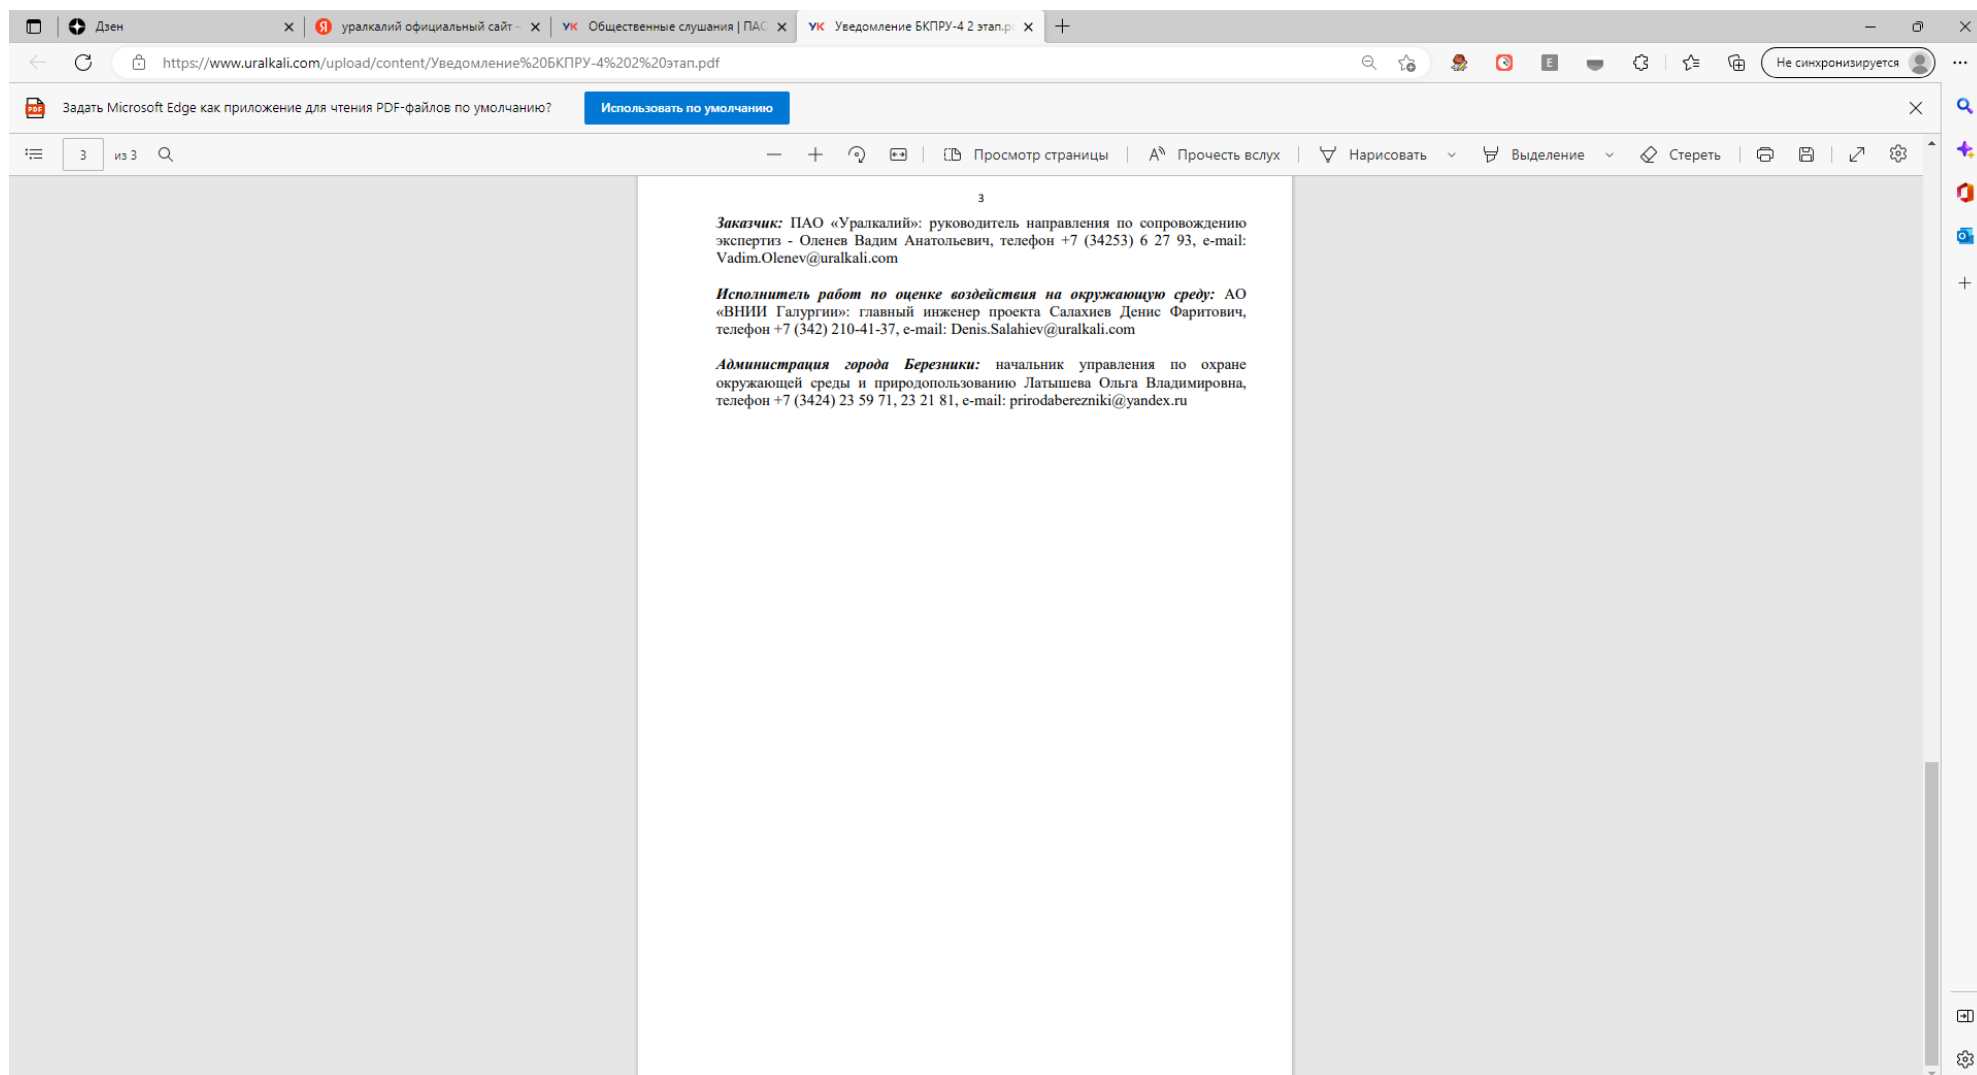 Дзен
уралкалий официальный сайт -
УК Общественные слушания | ПАО
УК Уведомление БКПРУ-4 2 этап.pd
https://www.uralkali.com/upload/content/Уведомление%20БКПРУ-4%202%20этап.pdf
Не синхронизируется
PDF Задать Microsoft Edge как приложение для чтения PDF-файлов по умолчанию? Использовать по умолчанию
3 из 3 Просмотр страницы Прочесть вслух Нарисовать Выделение Стереть
3
Заказчик: ПАО «Уралкалий»: руководитель направления по сопровождению
экспертиз - Оленев Вадим Анатольевич, телефон +7 (34253) 6 27 93, e-mail:
Vadim.Olenev@uralkali.com
Исполнитель работ по оценке воздействия на окружающую среду: АО
«ВНИИ Галургии»: главный инженер проекта Салахиев Денис Фаритович,
телефон +7 (342) 210-41-37, e-mail: Denis.Salahiev@uralkali.com
Администрация города Березники: начальник управления по охране
окружающей среды и природопользованию Латышева Ольга Владимировна,
телефон +7 (3424) 23 59 71, 23 21 81, e-mail: prirodaberezniki@yandex.ru